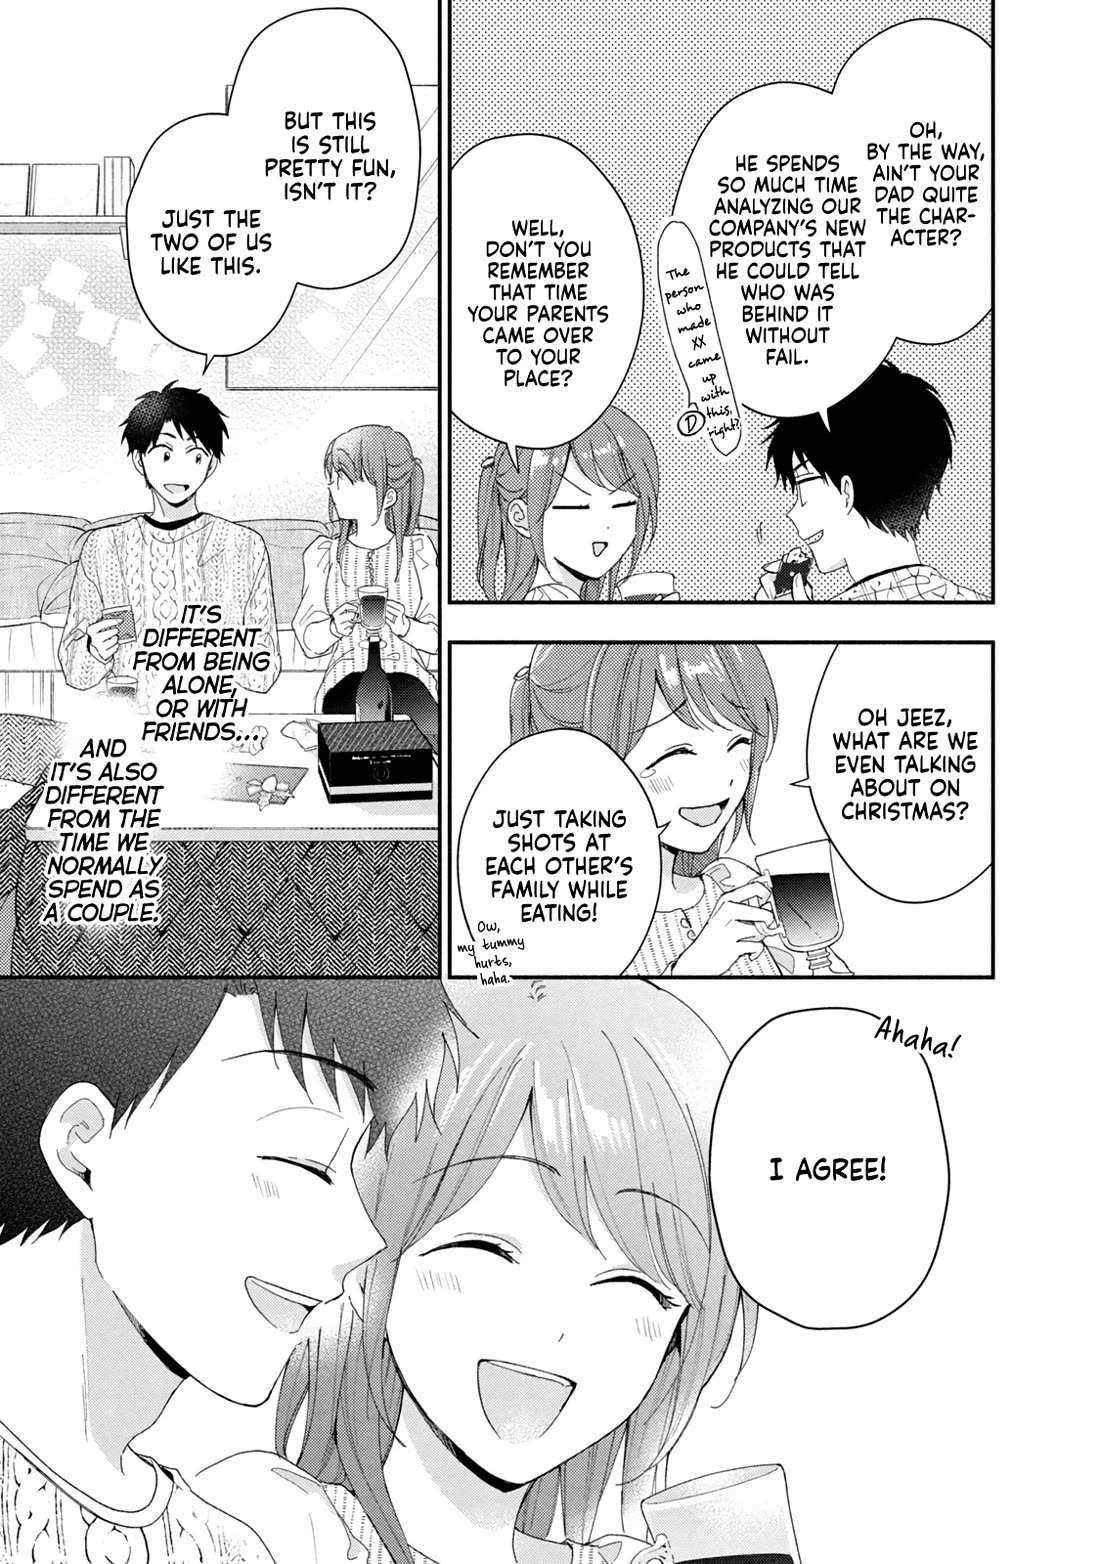 OH,
BY THE WAY,
AIN'T YOUR
DAD QUITE
THE CHAR-
ACTER?
HE SPENDS
SO MUCH TIME
ANALYZING OUR
COMPANY'S NEW
PRODUCTS THAT
HE COULD TELL
WHO WAS
BEHIND IT
WITHOUT
FAIL.
The
person
who
made
XX
came
up
with
this,
right?
D
WELL,
DON'T YOU
REMEMBER
THAT TIME
YOUR PARENTS
CAME OVER
TO YOUR
PLACE?
OH JEEZ,
WHAT ARE WE
EVEN TALKING
ABOUT ON
CHRISTMAS?
JUST TAKING
SHOTS AT
EACH OTHER'S
FAMILY WHILE
EATING!
Ow,
my tummy
hurts,
haha.
BUT THIS
IS STILL
PRETTY FUN,
ISN'T IT?
JUST THE
TWO OF US
LIKE THIS.
IT'S
DIFFERENT
FROM BEING
ALONE,
OR WITH
FRIENDS...
AND
IT'S ALSO
DIFFERENT
FROM THE
TIME WE
NORMALLY
SPEND AS
A COUPLE.
Ahaha!
I AGREE!